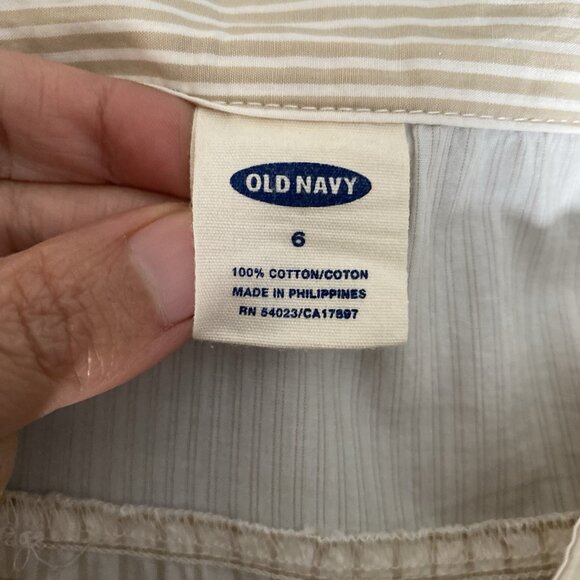 OLD NAVY
6
100% COTTON/COTON
MADE IN PHILIPPINES
RN 54023/CA17897